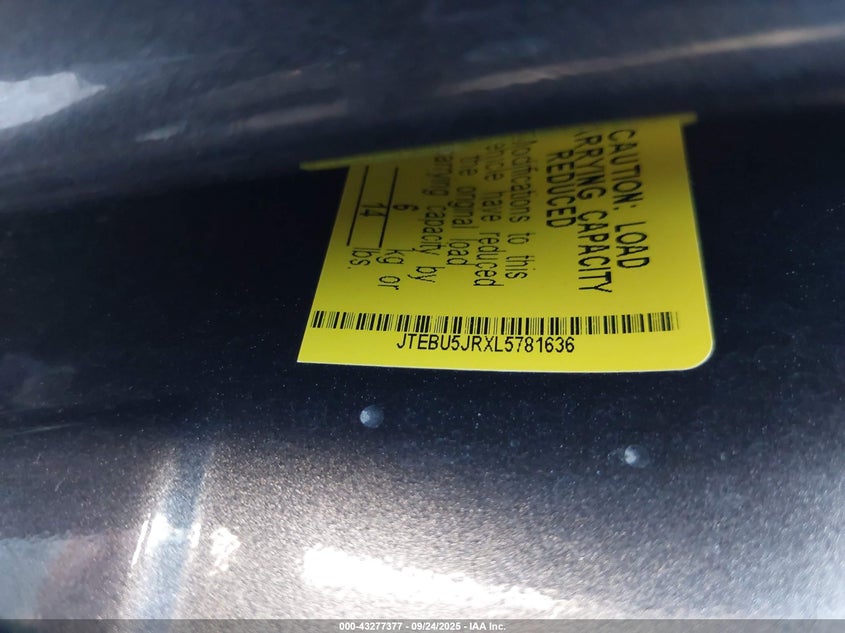 CAUTION: LOAD
CARRYING CAPACITY
REDUCED
Modifications to this
vehicle have reduced
the original load
carrying capacity by
6 kg or
14 lbs.
JTEBU5JRXL5781636
000-43277377 - 09/24/2025 - IAA Inc.